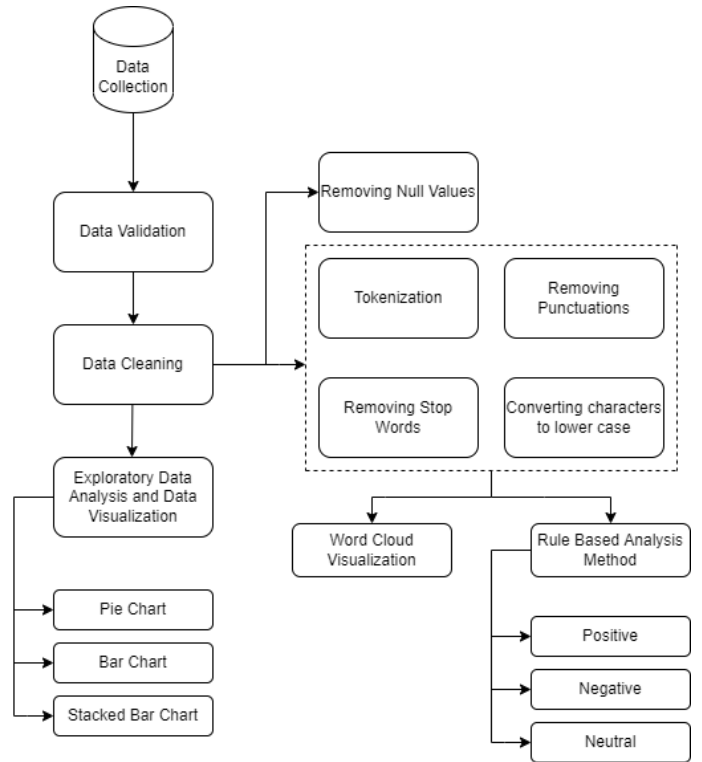 Data
Collection
Data Validation
Data Cleaning
Removing Null Values
Tokenization
Removing
Punctuations
Removing Stop
Words
Converting characters
to lower case
Exploratory Data
Analysis and Data
Visualization
Pie Chart
Bar Chart
Stacked Bar Chart
Word Cloud
Visualization
Rule Based Analysis
Method
Positive
Negative
Neutral